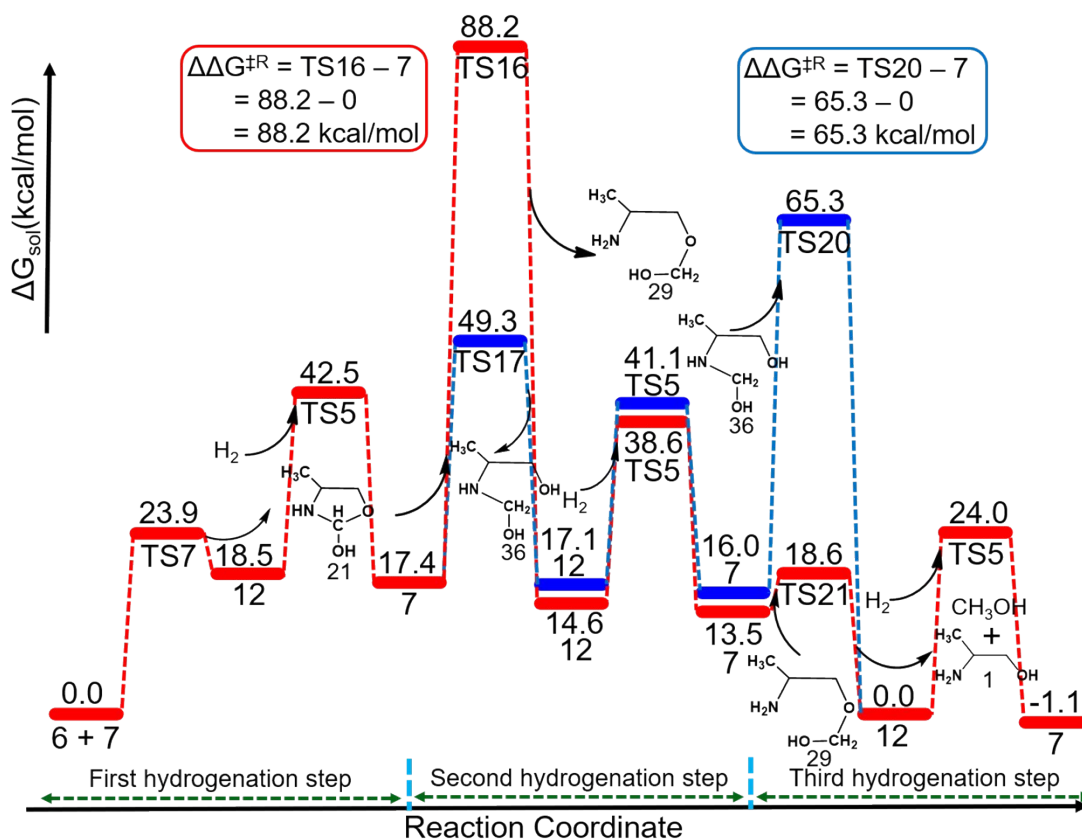 88.2
TS16
ΔΔG‡R = TS16 – 7
= 88.2 – 0
= 88.2 kcal/mol
ΔΔG‡R = TS20 – 7
= 65.3 – 0
= 65.3 kcal/mol
ΔGsol(kcal/mol)
H3C
H2N
O
HO
CH2
29
65.3
TS20
49.3
TS17
H3C
HN
OH
CH2
OH
36
42.5
TS5
41.1
TS5
38.6
TS5
H2
H3C
HN
H
O
OH
21
H3C
HN
OH
CH2
OH
36
H2
23.9
TS7
18.5
12
17.4
7
17.1
12
14.6
12
16.0
7
13.5
7
18.6
TS21
24.0
TS5
H2
CH3OH
+
H3C
H2N
OH
1
H3C
H2N
O
HO
CH2
29
0.0
6 + 7
0.0
12
-1.1
7
First hydrogenation step
Second hydrogenation step
Third hydrogenation step
Reaction Coordinate